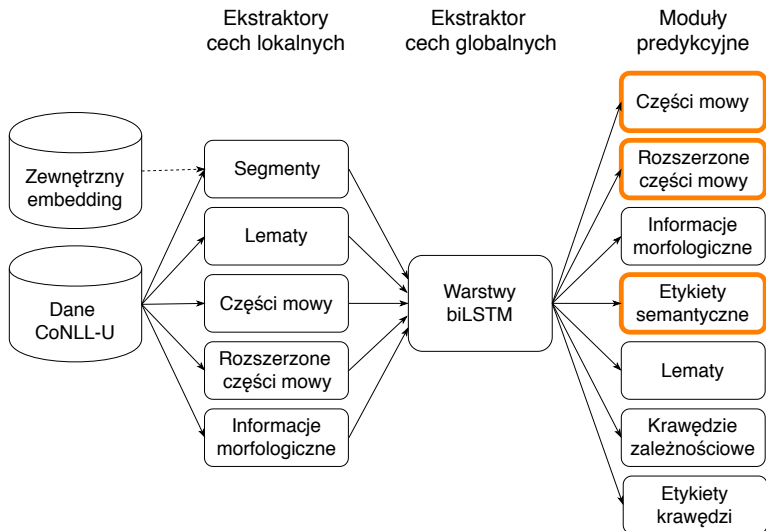 Ekstraktory
cech lokalnych
Ekstraktor
cech globalnych
Moduły
predykcyjne
Zewnętrzny
embedding
Dane
CoNLL-U
Segmenty
Lematy
Części mowy
Rozszerzone
części mowy
Informacje
morfologiczne
Warstwy
biLSTM
Części mowy
Rozszerzone
części mowy
Informacje
morfologiczne
Etykiety
semantyczne
Lematy
Krawędzie
zależnościowe
Etykiety
krawędzi